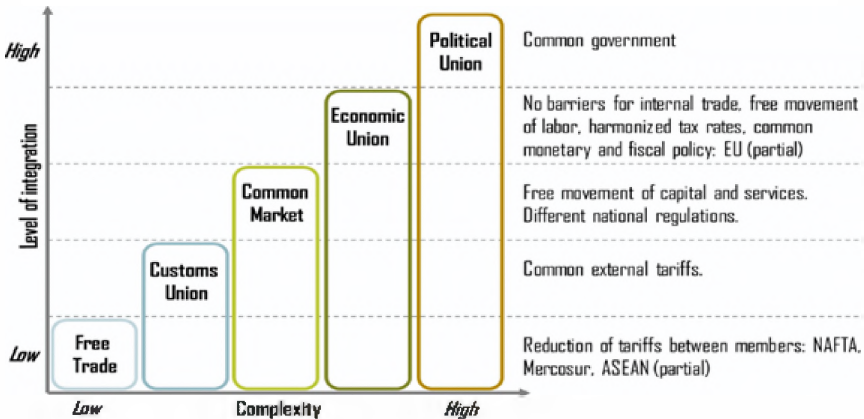 High
Political
Union
Common government
Economic
Union
No barriers for internal trade, free movement
of labor, harmonized tax rates, common
monetary and fiscal policy: EU (partial)
Level of integration
Common
Market
Free movement of capital and services.
Different national regulations.
Customs
Union
Common external tariffs.
Low
Free
Trade
Reduction of tariffs between members: NAFTA,
Mercosur, ASEAN (partial)
Low
Complexity
High